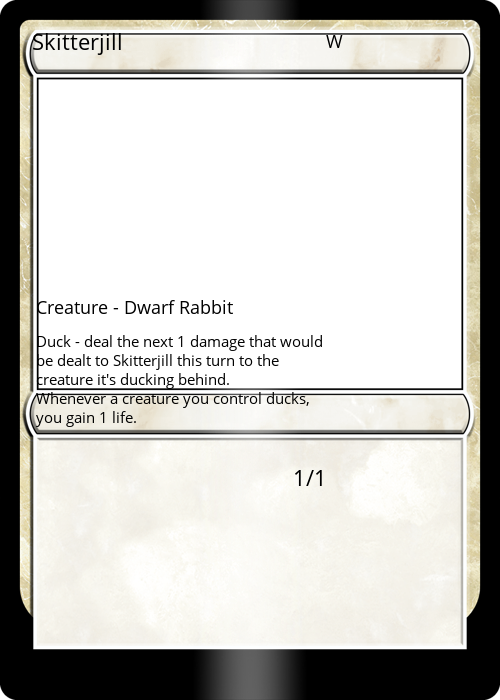 Skitterjill W
Creature - Dwarf Rabbit
Duck - deal the next 1 damage that would
be dealt to Skitterjill this turn to the
creature it's ducking behind.
Whenever a creature you control ducks,
you gain 1 life.
1/1